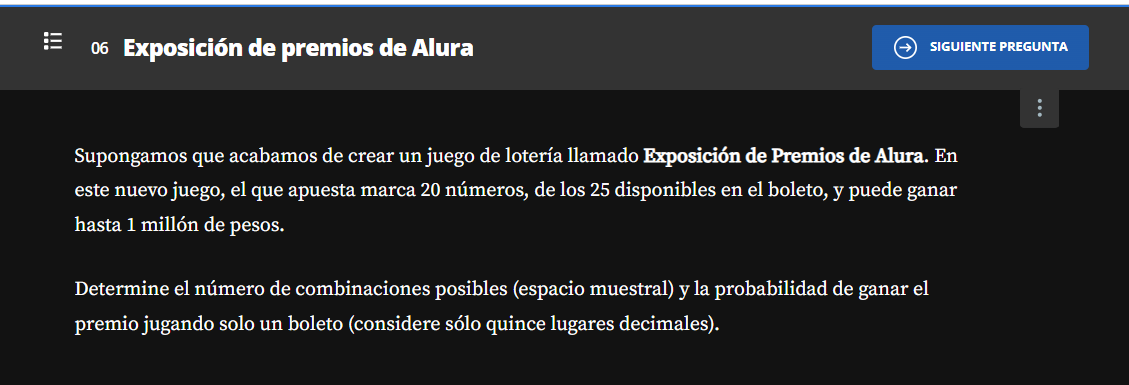 06 Exposición de premios de Alura
SIGUIENTE PREGUNTA
Supongamos que acabamos de crear un juego de lotería llamado Exposición de Premios de Alura. En
este nuevo juego, el que apuesta marca 20 números, de los 25 disponibles en el boleto, y puede ganar
hasta 1 millón de pesos.
Determine el número de combinaciones posibles (espacio muestral) y la probabilidad de ganar el
premio jugando solo un boleto (considere sólo quince lugares decimales).